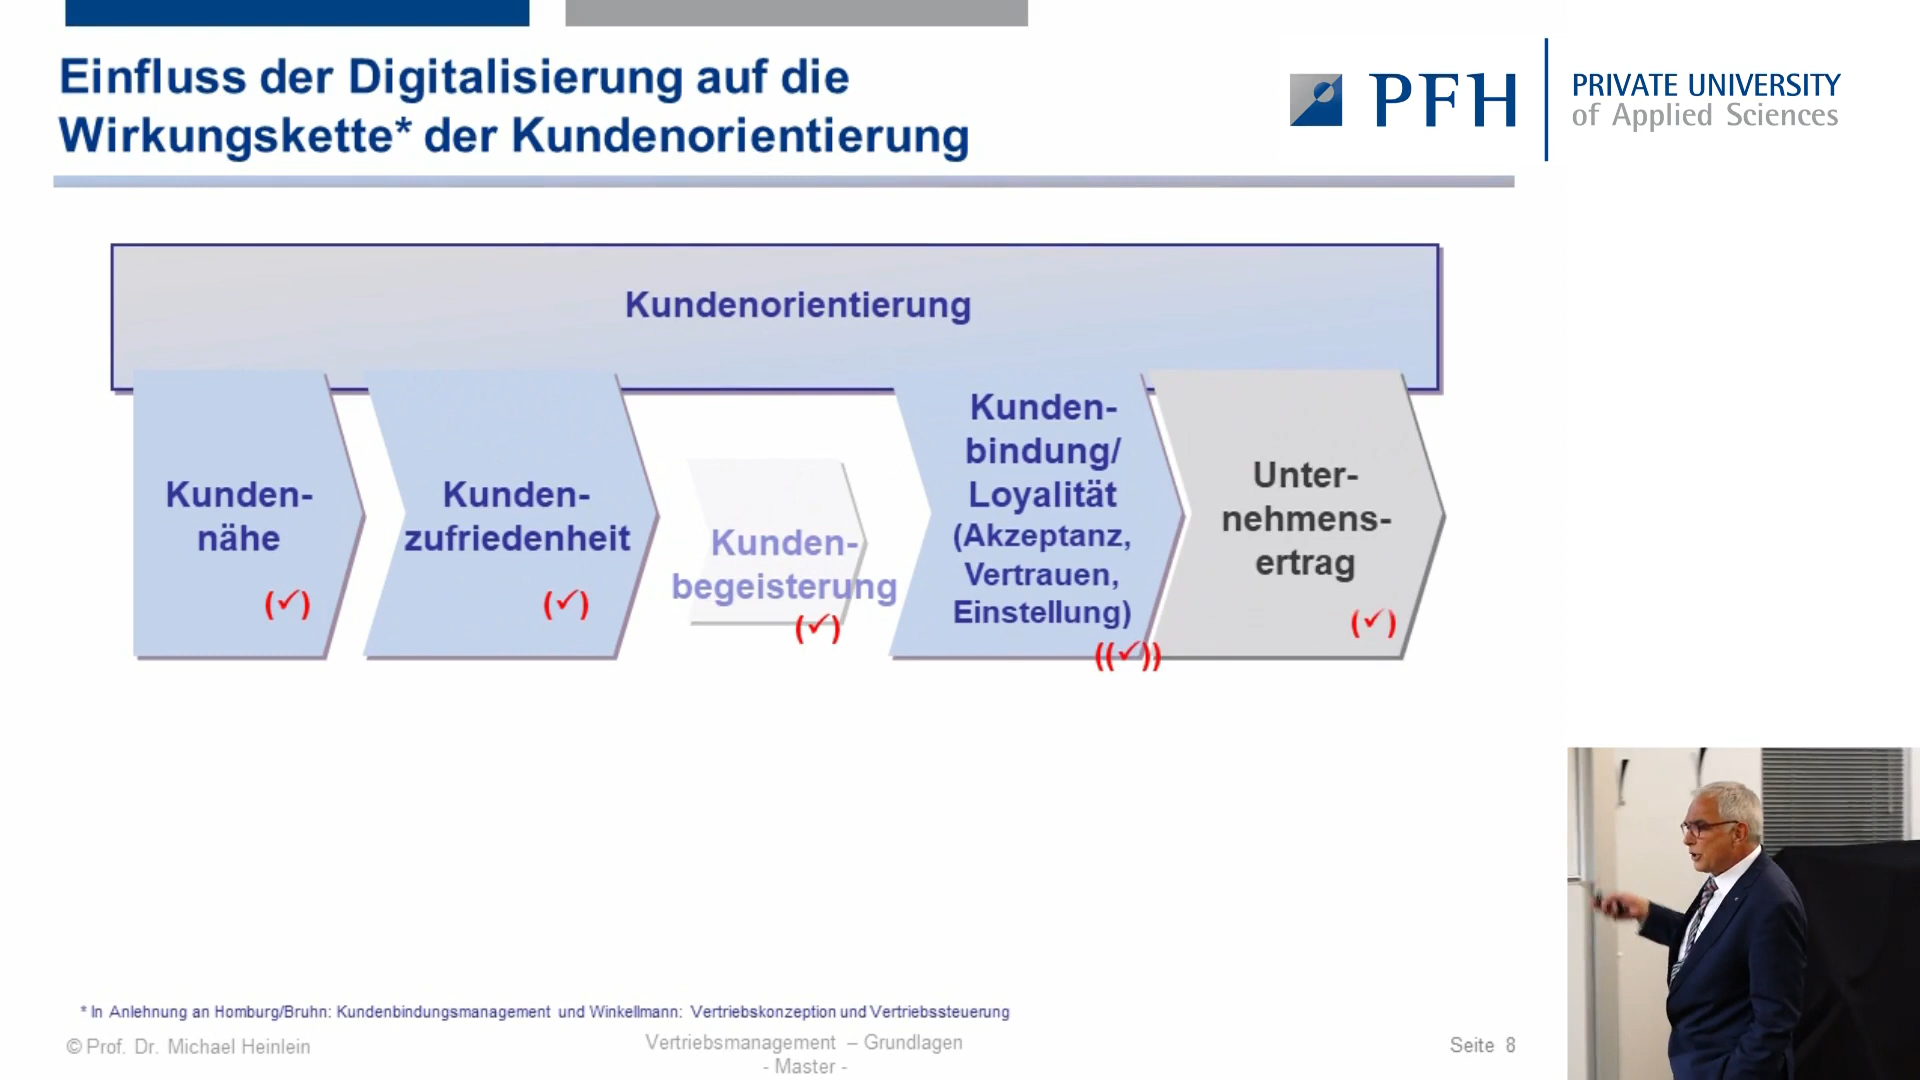 Einfluss der Digitalisierung auf die
Wirkungskette* der Kundenorientierung
PFH
PRIVATE UNIVERSITY
of Applied Sciences
Kundenorientierung
Kunden-
nähe
(✓)
Kunden-
zufriedenheit
(✓)
Kunden-
begeisterung
(✓)
Kunden-
bindung/
Loyalität
(Akzeptanz,
Vertrauen,
Einstellung)
((✓))
Unter-
nehmens-
ertrag
(✓)
* In Anlehnung an Homburg/Bruhn: Kundenbindungsmanagement und Winkellmann: Vertriebskonzeption und Vertriebssteuerung
© Prof. Dr. Michael Heinlein
Vertriebsmanagement – Grundlagen
- Master -
Seite 8